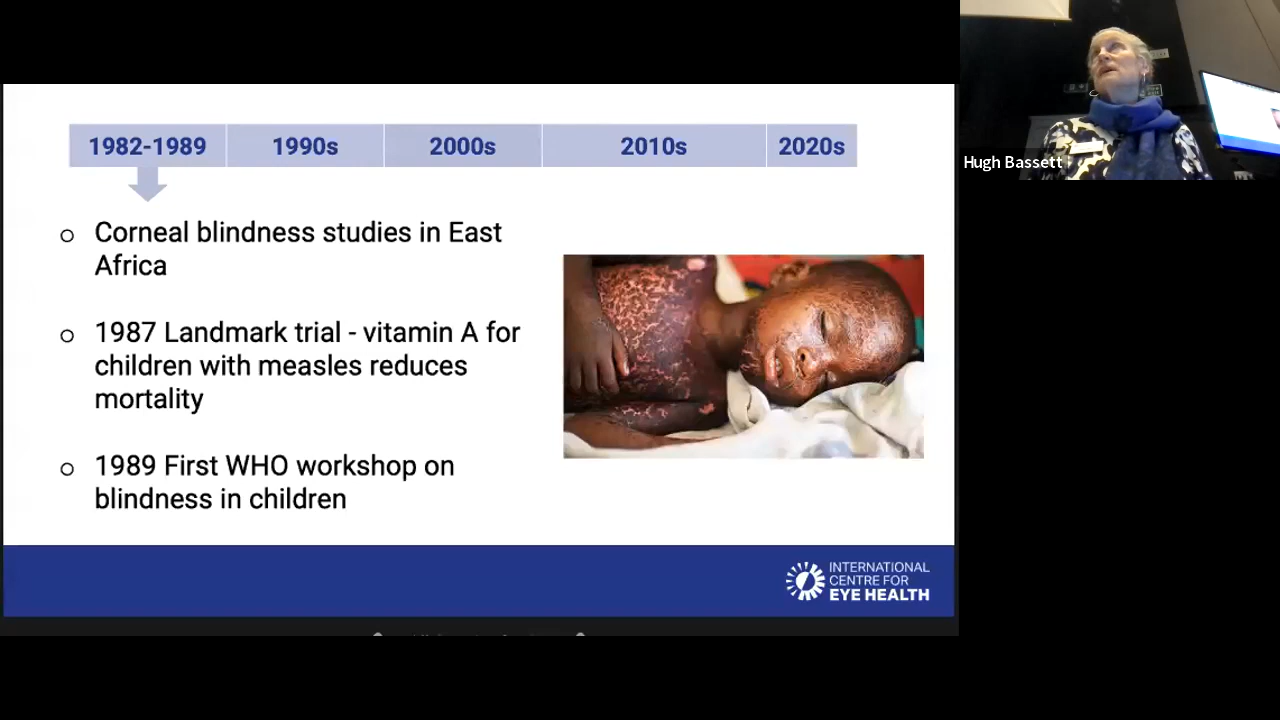 1982-1989
1990s
2000s
2010s
2020s
Corneal blindness studies in East
Africa
1987 Landmark trial - vitamin A for
children with measles reduces
mortality
1989 First WHO workshop on
blindness in children
INTERNATIONAL
CENTRE FOR
EYE HEALTH
Hugh Bassett